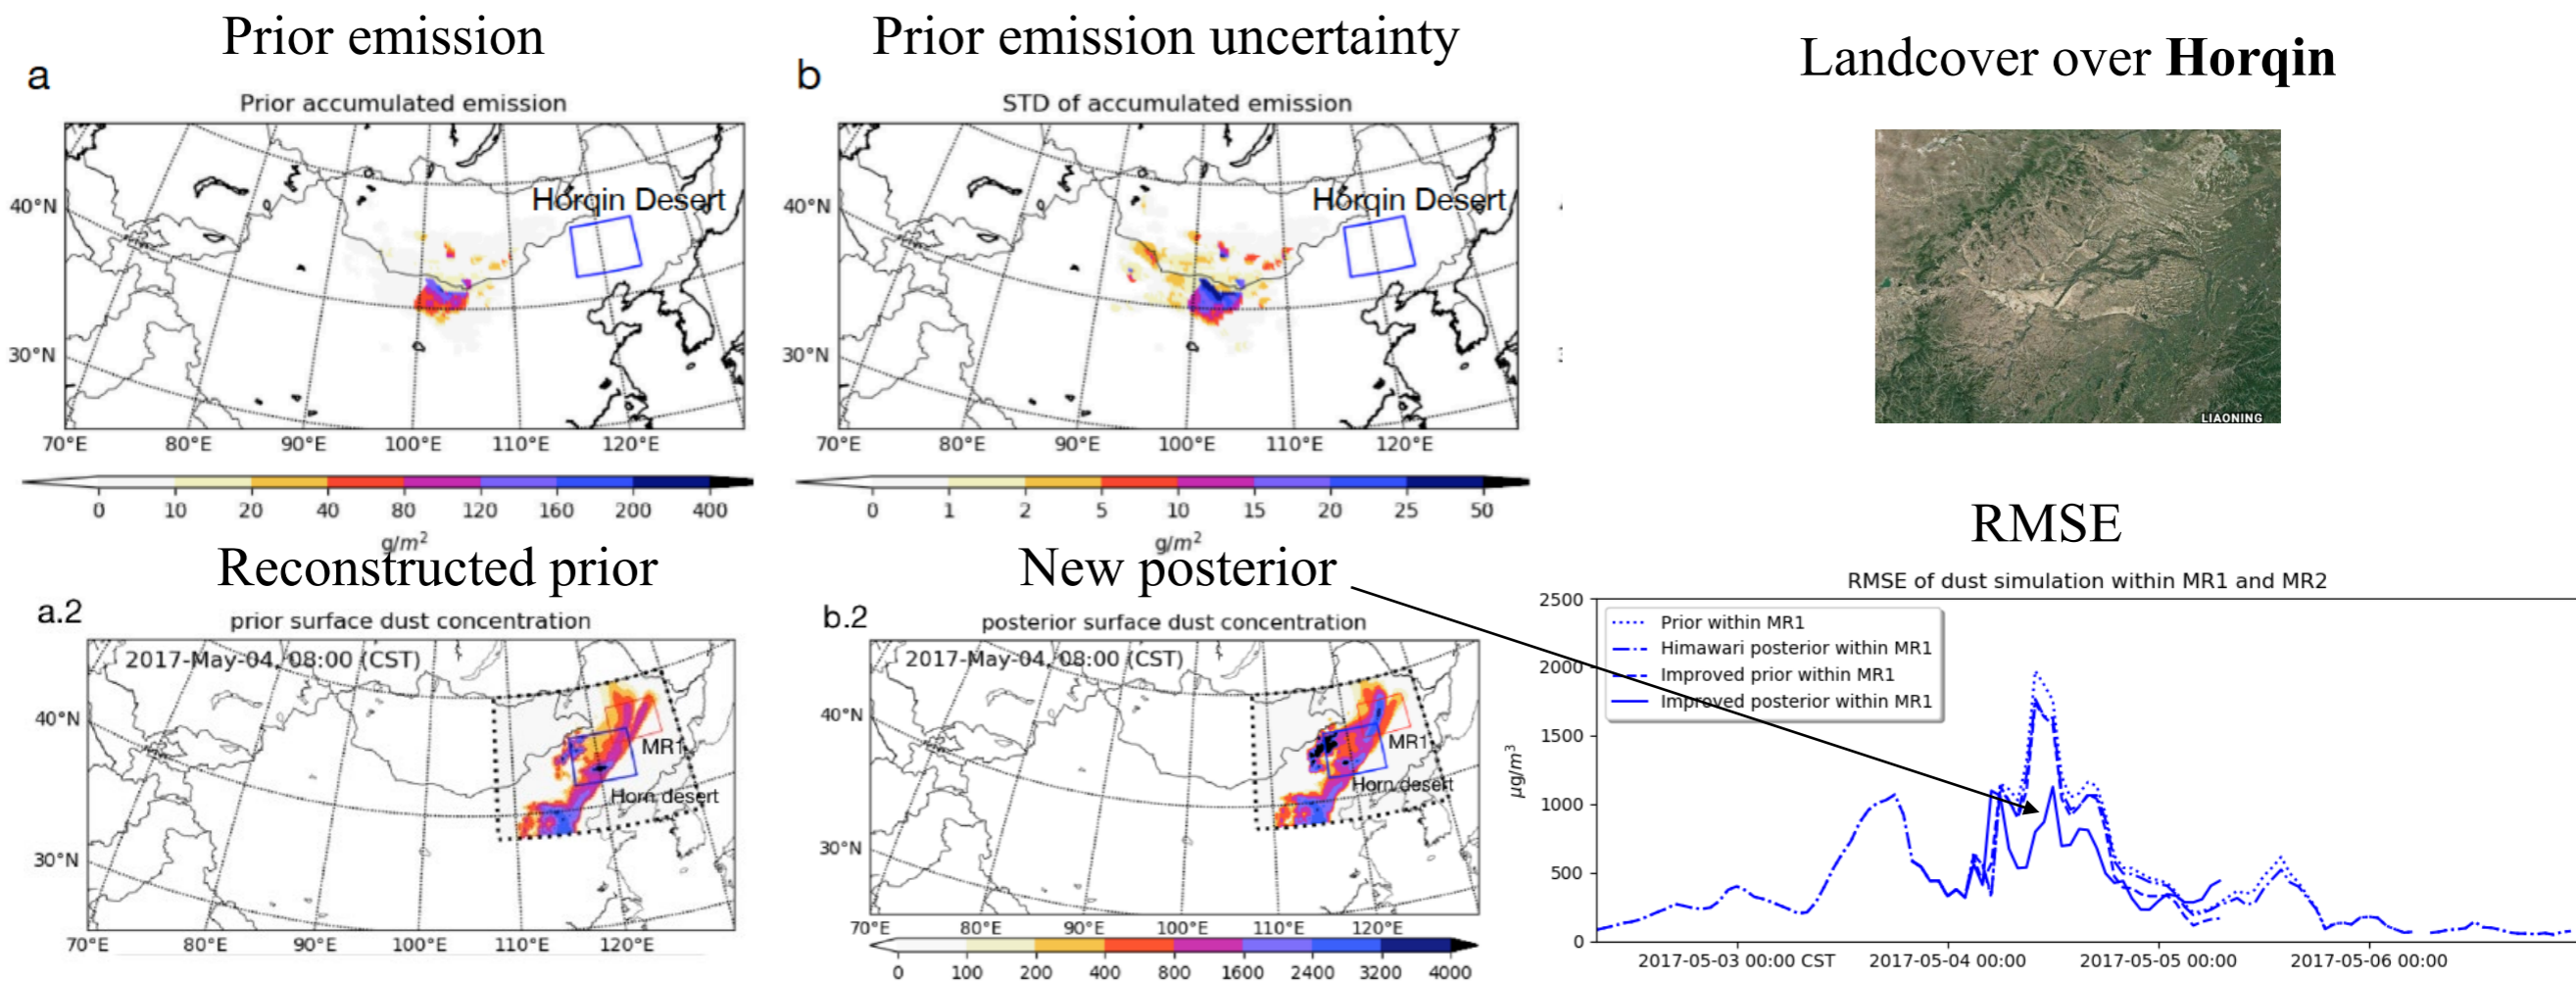 Prior emission
Prior emission uncertainty
Landcover over Horqin
a
Prior accumulated emission
Horqin Desert
40°N
30°N
70°E 80°E 90°E 100°E 110°E 120°E
0 10 20 40 80 120 160 200 400
g/m²
b
STD of accumulated emission
Horqin Desert
40°N
30°N
70°E 80°E 90°E 100°E 110°E 120°E
0 1 2 5 10 15 20 25 50
g/m²
LIAONING
Reconstructed prior
New posterior
RMSE
a.2
prior surface dust concentration
2017-May-04, 08:00 (CST)
40°N
MR1
Horn desert
30°N
70°E 80°E 90°E 100°E 110°E 120°E
b.2
posterior surface dust concentration
2017-May-04, 08:00 (CST)
40°N
MR1
Horn desert
30°N
70°E 80°E 90°E 100°E 110°E 120°E
0 100 200 400 800 1600 2400 3200 4000
RMSE of dust simulation within MR1 and MR2
2500
2000
1500
1000
500
0
µg/m³
Prior within MR1
Himawari posterior within MR1
Improved prior within MR1
Improved posterior within MR1
2017-05-03 00:00 CST 2017-05-04 00:00 2017-05-05 00:00 2017-05-06 00:00